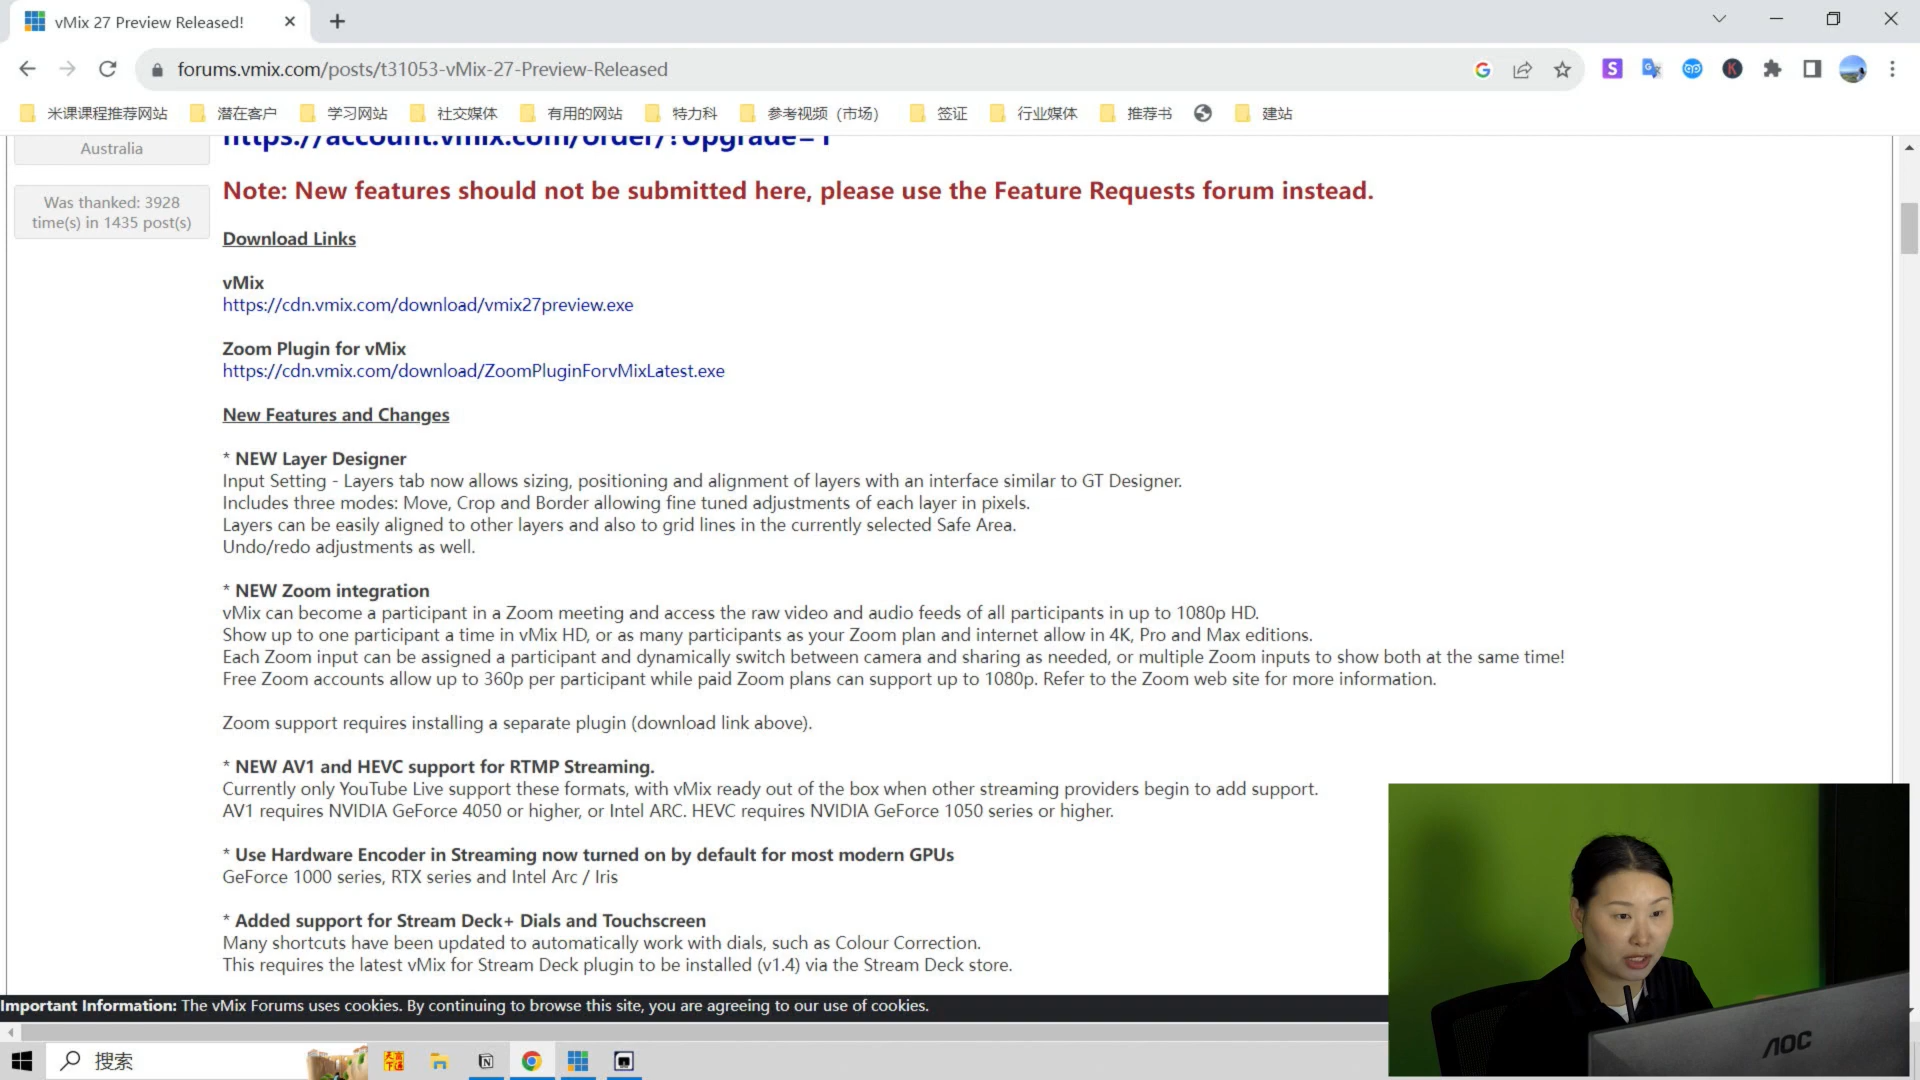 vMix 27 Preview Released!
forums.vmix.com/posts/t31053-vMix-27-Preview-Released
米课课程推荐网站 潜在客户 学习网站 社交媒体 有用的网站 特力科 参考视频（市场） 签证 行业媒体 推荐书 建站
https://account.vmix.com/order/?Upgrade=1
Australia
Was thanked: 3928
time(s) in 1435 post(s)
Note: New features should not be submitted here, please use the Feature Requests forum instead.
Download Links
vMix
https://cdn.vmix.com/download/vmix27preview.exe
Zoom Plugin for vMix
https://cdn.vmix.com/download/ZoomPluginForvMixLatest.exe
New Features and Changes
* NEW Layer Designer
Input Setting - Layers tab now allows sizing, positioning and alignment of layers with an interface similar to GT Designer.
Includes three modes: Move, Crop and Border allowing fine tuned adjustments of each layer in pixels.
Layers can be easily aligned to other layers and also to grid lines in the currently selected Safe Area.
Undo/redo adjustments as well.
* NEW Zoom integration
vMix can become a participant in a Zoom meeting and access the raw video and audio feeds of all participants in up to 1080p HD.
Show up to one participant a time in vMix HD, or as many participants as your Zoom plan and internet allow in 4K, Pro and Max editions.
Each Zoom input can be assigned a participant and dynamically switch between camera and sharing as needed, or multiple Zoom inputs to show both at the same time!
Free Zoom accounts allow up to 360p per participant while paid Zoom plans can support up to 1080p. Refer to the Zoom web site for more information.
Zoom support requires installing a separate plugin (download link above).
* NEW AV1 and HEVC support for RTMP Streaming.
Currently only YouTube Live support these formats, with vMix ready out of the box when other streaming providers begin to add support.
AV1 requires NVIDIA GeForce 4050 or higher, or Intel ARC. HEVC requires NVIDIA GeForce 1050 series or higher.
* Use Hardware Encoder in Streaming now turned on by default for most modern GPUs
GeForce 1000 series, RTX series and Intel Arc / Iris
* Added support for Stream Deck+ Dials and Touchscreen
Many shortcuts have been updated to automatically work with dials, such as Colour Correction.
This requires the latest vMix for Stream Deck plugin to be installed (v1.4) via the Stream Deck store.
Important Information: The vMix Forums uses cookies. By continuing to browse this site, you are agreeing to our use of cookies.
AOC
搜索